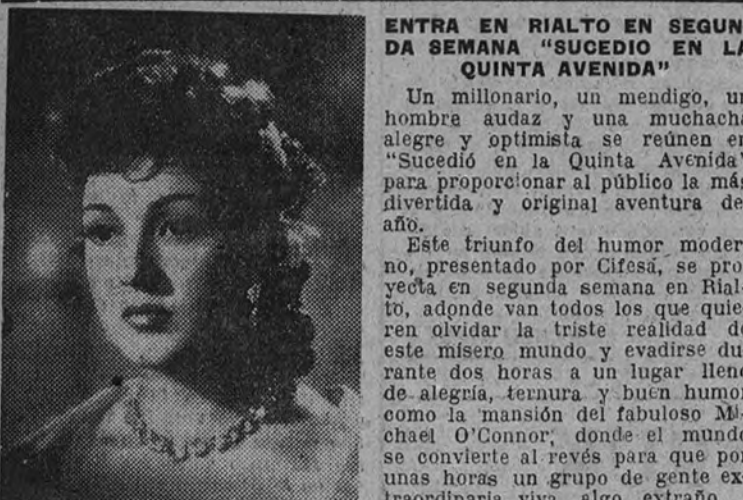 ENTRA EN RIALTO EN SEGUN
DA SEMANA "SUCEDIO EN LA
QUINTA AVENIDA"
Un millonario, un mendigo, un
hombre audaz y una muchacha
alegre y optimista se reúnen en
"Sucedió en la Quinta Avenida"
para proporcionar al público la más
divertida y original aventura del
año.
Este triunfo del humor moder
no, presentado por Cifesa, se pro
yecta en segunda semana en Rial-
to, adonde van todos los que quie
ren olvidar la triste realidad de
este mísero mundo y evadirse du
rante dos horas a un lugar lleno
de alegría, ternura y buen humor
como la mansión del fabuloso Mi-
chael O'Connor, donde el mundo
se convierte al revés para que por
unas horas un grupo de gente ex
traordinaria viva algo extraño